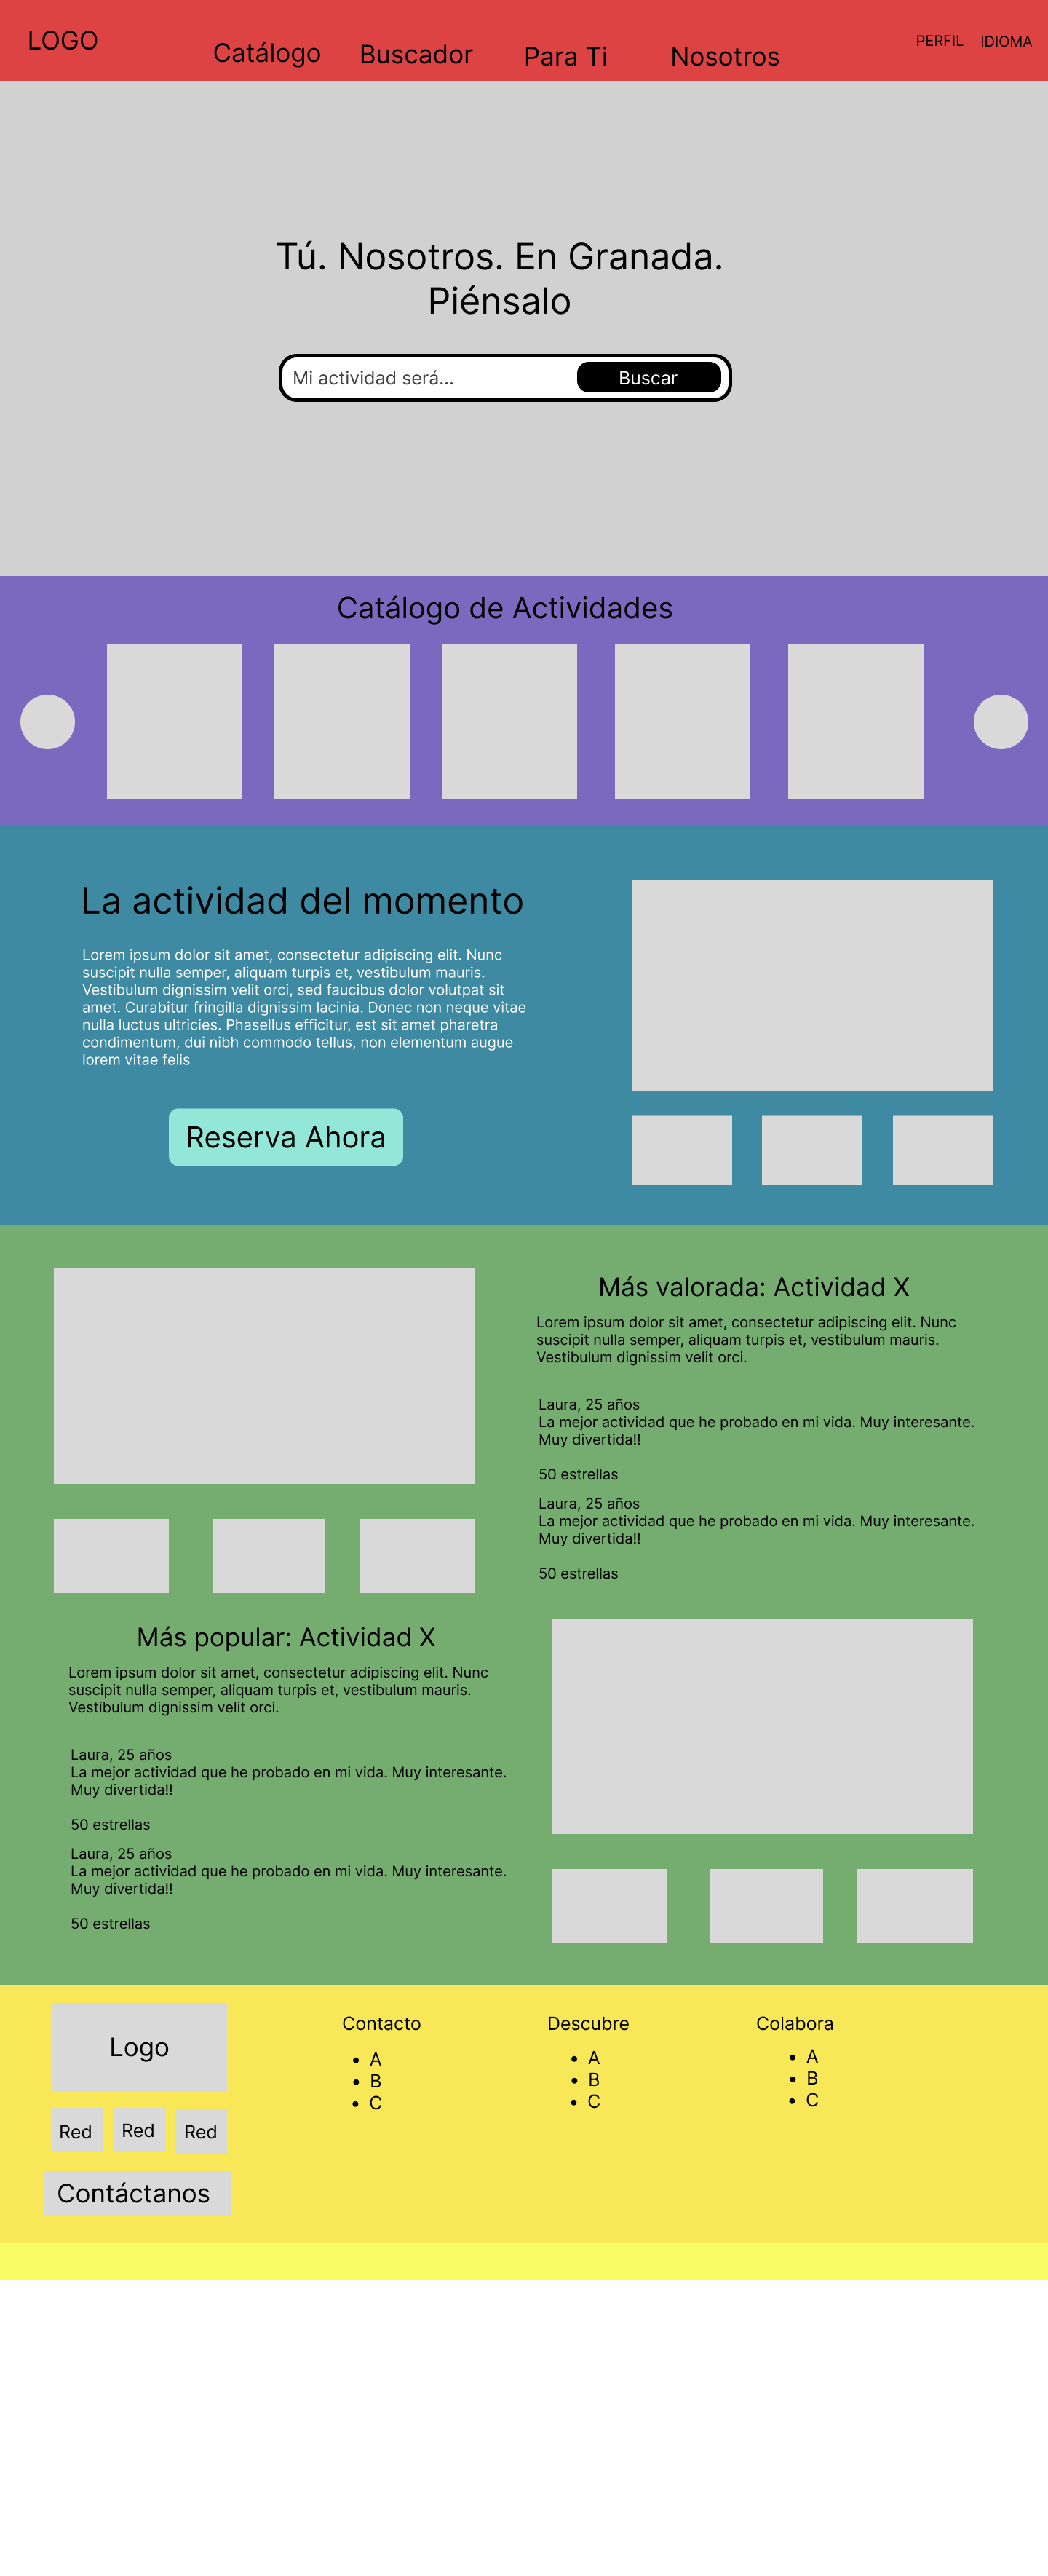 LOGO
Catálogo
Buscador
Para Ti
Nosotros
PERFIL
IDIOMA
Tú. Nosotros. En Granada.
Piénsalo
Mi actividad será...
Buscar
Catálogo de Actividades
La actividad del momento
Lorem ipsum dolor sit amet, consectetur adipiscing elit. Nunc
suscipit nulla semper, aliquam turpis et, vestibulum mauris.
Vestibulum dignissim velit orci, sed faucibus dolor volutpat sit
amet. Curabitur fringilla dignissim lacinia. Donec non neque vitae
nulla luctus ultricies. Phasellus efficitur, est sit amet pharetra
condimentum, dui nibh commodo tellus, non elementum augue
lorem vitae felis
Reserva Ahora
Más valorada: Actividad X
Lorem ipsum dolor sit amet, consectetur adipiscing elit. Nunc
suscipit nulla semper, aliquam turpis et, vestibulum mauris.
Vestibulum dignissim velit orci.
Laura, 25 años
La mejor actividad que he probado en mi vida. Muy interesante.
Muy divertida!!
50 estrellas
Laura, 25 años
La mejor actividad que he probado en mi vida. Muy interesante.
Muy divertida!!
50 estrellas
Más popular: Actividad X
Lorem ipsum dolor sit amet, consectetur adipiscing elit. Nunc
suscipit nulla semper, aliquam turpis et, vestibulum mauris.
Vestibulum dignissim velit orci.
Laura, 25 años
La mejor actividad que he probado en mi vida. Muy interesante.
Muy divertida!!
50 estrellas
Laura, 25 años
La mejor actividad que he probado en mi vida. Muy interesante.
Muy divertida!!
50 estrellas
Logo
Red
Red
Red
Contáctanos
Contacto
• A
• B
• C
Descubre
• A
• B
• C
Colabora
• A
• B
• C